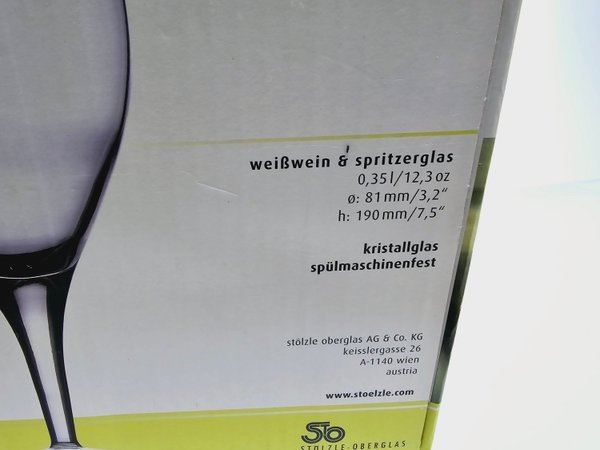 weißwein & spritzerglas
0,35l/12,3 oz
ø: 81mm/3,2“
h: 190mm/7,5“
kristallglas
spülmaschinenfest
stölzle oberglas AG & Co. KG
keisslergasse 26
A-1140 wien
austria
www.stoelzle.com
STO
STÖLZLE-OBERGLAS